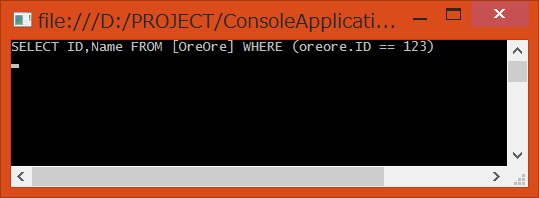 file:///D:/PROJECT/ConsoleApplicati...
SELECT ID,Name FROM [OreOre] WHERE (oreore.ID == 123)